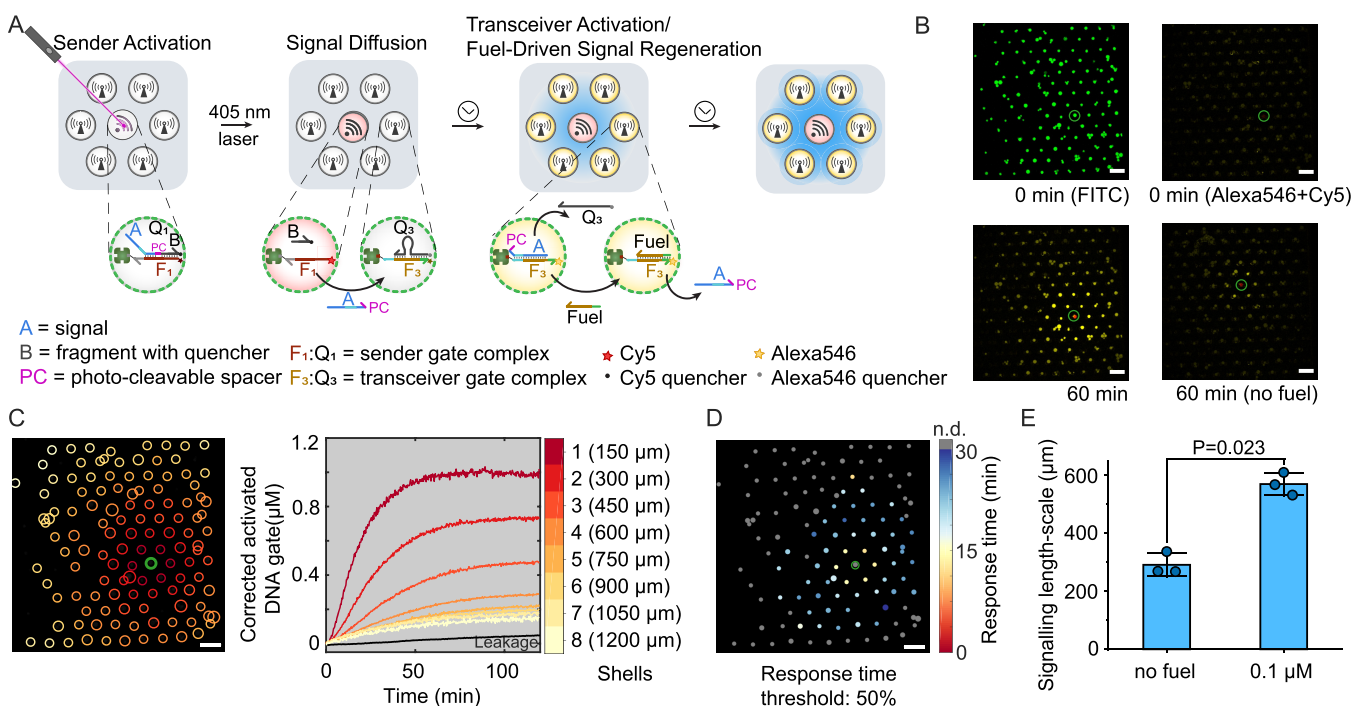 A
Sender Activation
Signal Diffusion
Transceiver Activation/
Fuel-Driven Signal Regeneration
405 nm
laser
A
Q₁
PC
B
F₁
B
F₁
A
PC
Q₃
F₃
Q₃
PC
A
F₃
Fuel
Fuel
F₃
A
PC
A = signal
B = fragment with quencher
PC = photo-cleavable spacer
F₁:Q₁ = sender gate complex
F₃:Q₃ = transceiver gate complex
Cy5
Cy5 quencher
Alexa546
Alexa546 quencher
B
0 min (FITC)
0 min (Alexa546+Cy5)
60 min
60 min (no fuel)
C
Corrected activated
DNA gate(μM)
1.2
0.8
0.4
0
0
50
100
Time (min)
Leakage
1 (150 μm)
2 (300 μm)
3 (450 μm)
4 (600 μm)
5 (750 μm)
6 (900 μm)
7 (1050 μm)
8 (1200 μm)
Shells
D
n.d.
30
15
0
Response time (min)
Response time
threshold: 50%
E
P=0.023
Signalling length-scale (μm)
600
400
200
0
no fuel
0.1 μM